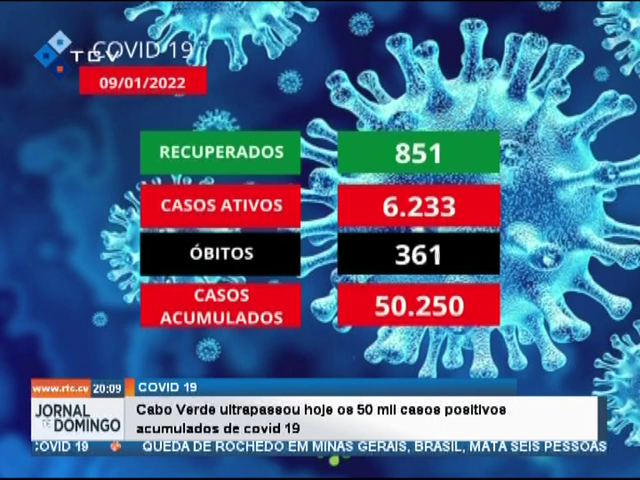 COVID 19
TCV
09/01/2022
RECUPERADOS 851
CASOS ATIVOS 6.233
ÓBITOS 361
CASOS ACUMULADOS 50.250
www.rtc.cv 20:09 COVID 19
JORNAL DE DOMINGO
Cabo Verde ultrapassou hoje os 50 mil casos positivos
acumulados de covid 19
COVID 19 QUEDA DE ROCHEDO EM MINAS GERAIS, BRASIL, MATA SEIS PESSOAS